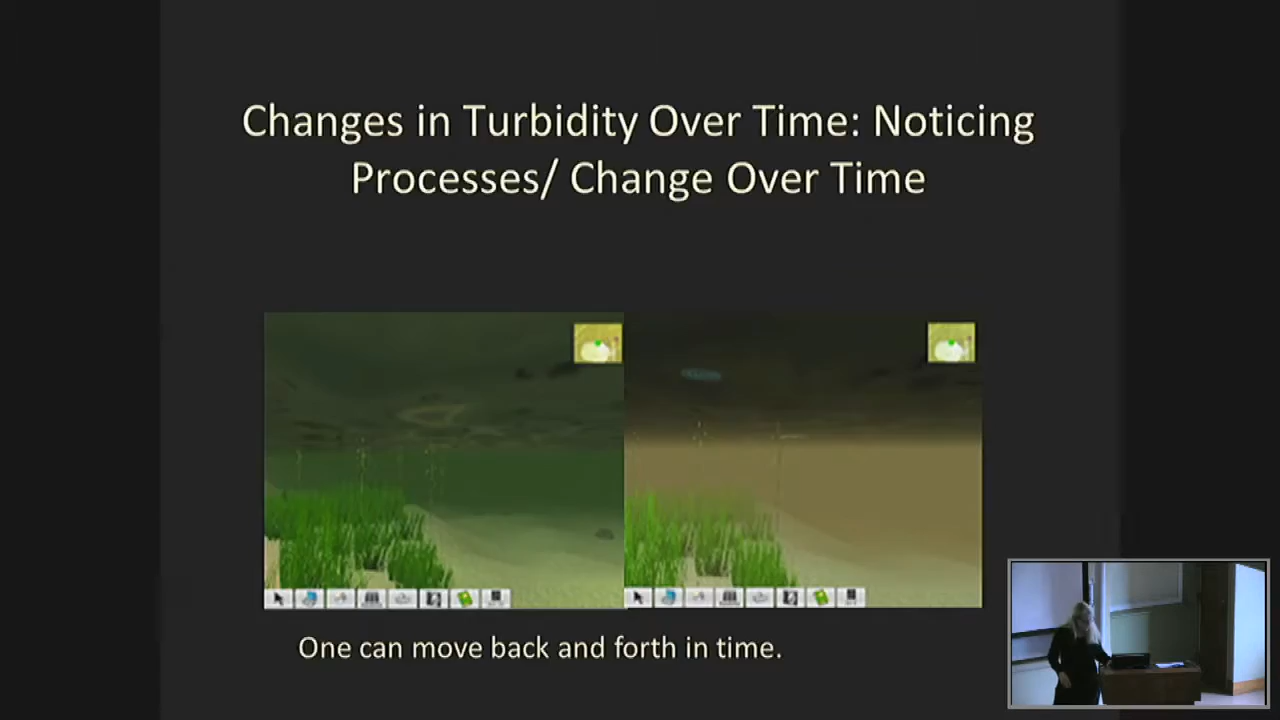 Changes in Turbidity Over Time: Noticing
Processes/ Change Over Time
One can move back and forth in time.